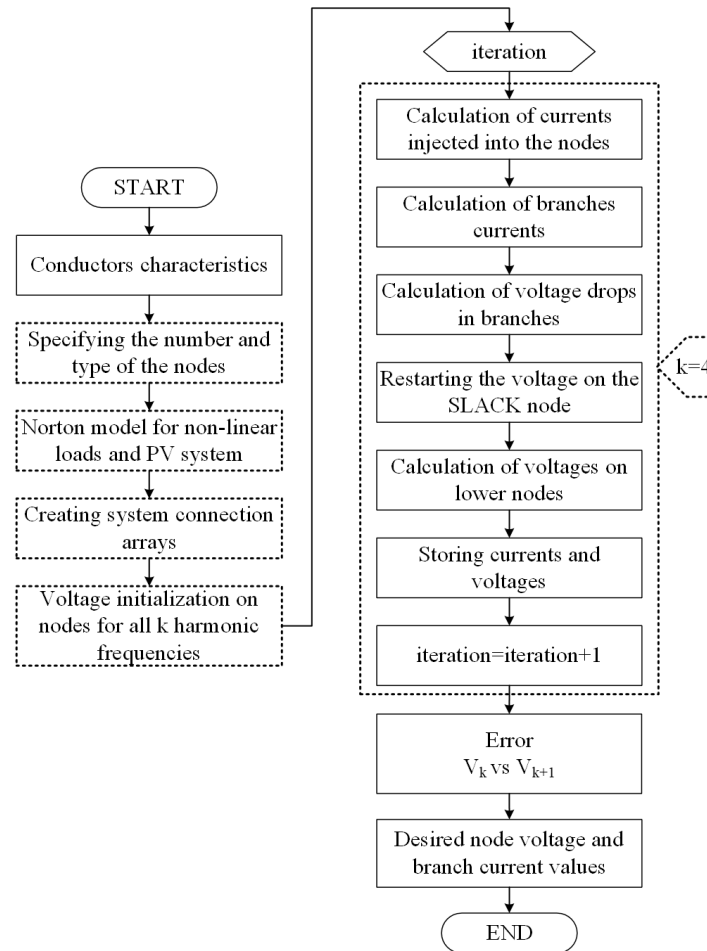 START
Conductors characteristics
Specifying the number and
type of the nodes
Norton model for non-linear
loads and PV system
Creating system connection
arrays
Voltage initialization on
nodes for all k harmonic
frequencies
iteration
Calculation of currents
injected into the nodes
Calculation of branches
currents
Calculation of voltage drops
in branches
Restarting the voltage on the
SLACK node
Calculation of voltages on
lower nodes
Storing currents and
voltages
iteration=iteration+1
k=4
Error
V_k vs V_{k+1}
Desired node voltage and
branch current values
END